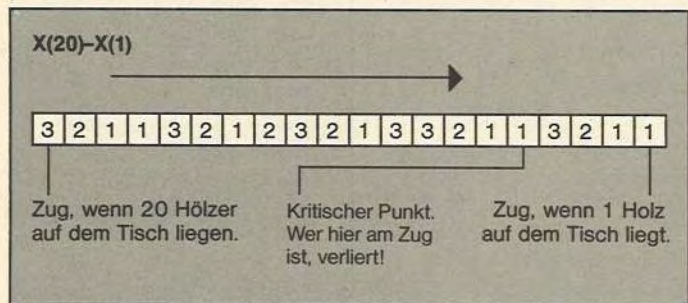 X(20)–X(1)
3 2 1 1 3 2 1 2 3 2 1 3 3 2 1 1 3 2 1 1
Zug, wenn 20 Hölzer
auf dem Tisch liegen.
Kritischer Punkt.
Wer hier am Zug
ist, verliert!
Zug, wenn 1 Holz
auf dem Tisch liegt.